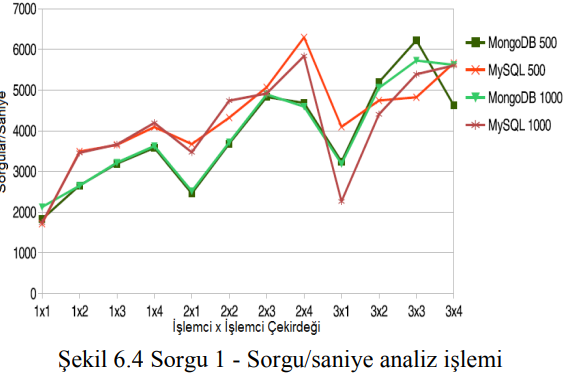 7000
6000
5000
4000
3000
2000
1000
0
Sorgular/Saniye
1x1 1x2 1x3 1x4 2x1 2x2 2x3 2x4 3x1 3x2 3x3 3x4
İşlemci x İşlemci Çekirdeği
MongoDB 500
MySQL 500
MongoDB 1000
MySQL 1000
Şekil 6.4 Sorgu 1 - Sorgu/saniye analiz işlemi